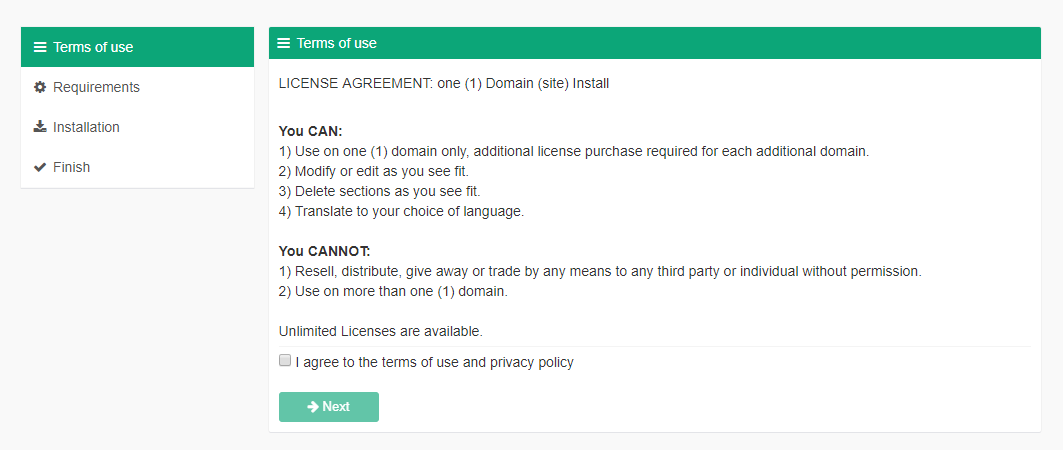 Terms of use
Requirements
Installation
Finish
Terms of use
LICENSE AGREEMENT: one (1) Domain (site) Install
You CAN:
1) Use on one (1) domain only, additional license purchase required for each additional domain.
2) Modify or edit as you see fit.
3) Delete sections as you see fit.
4) Translate to your choice of language.
You CANNOT:
1) Resell, distribute, give away or trade by any means to any third party or individual without permission.
2) Use on more than one (1) domain.
Unlimited Licenses are available.
I agree to the terms of use and privacy policy
Next